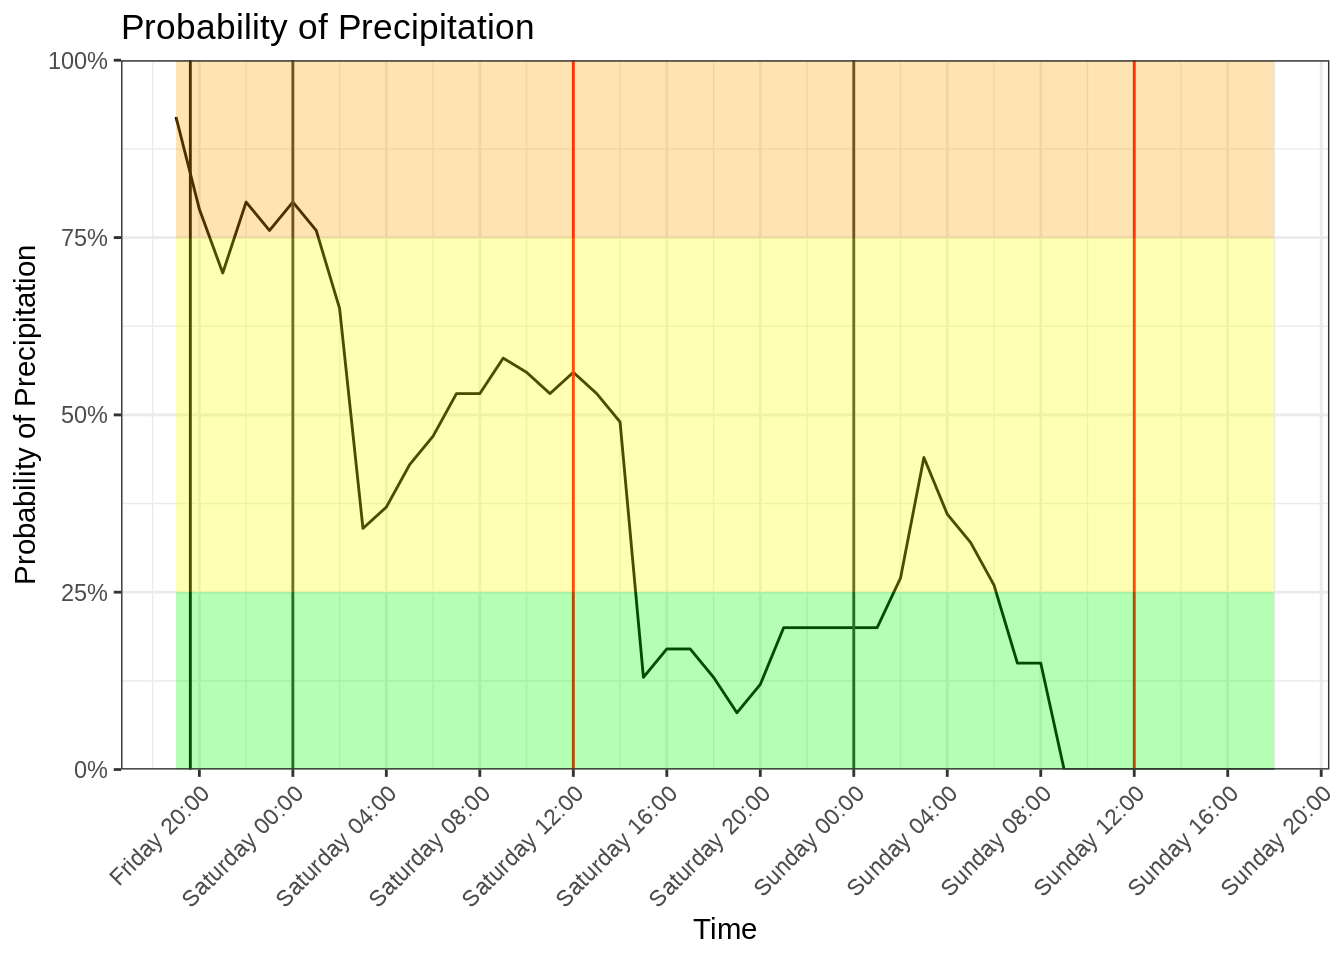 Probability of Precipitation
Probability of Precipitation
100%
75%
50%
25%
0%
Friday 20:00
Saturday 00:00
Saturday 04:00
Saturday 08:00
Saturday 12:00
Saturday 16:00
Saturday 20:00
Sunday 00:00
Sunday 04:00
Sunday 08:00
Sunday 12:00
Sunday 16:00
Sunday 20:00
Time